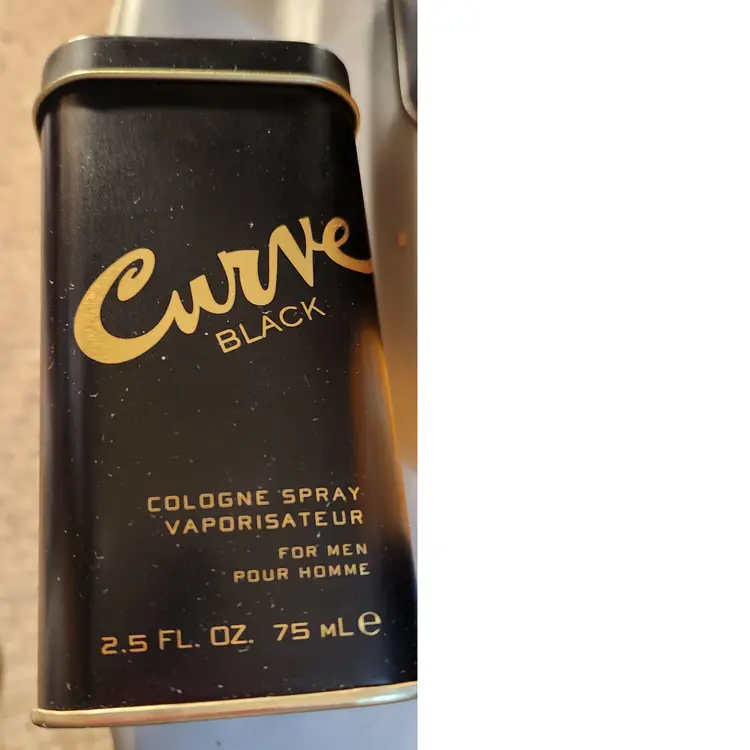 Curve
BLACK
COLOGNE SPRAY
VAPORISATEUR
FOR MEN
POUR HOMME
2.5 FL. OZ. 75 mL e